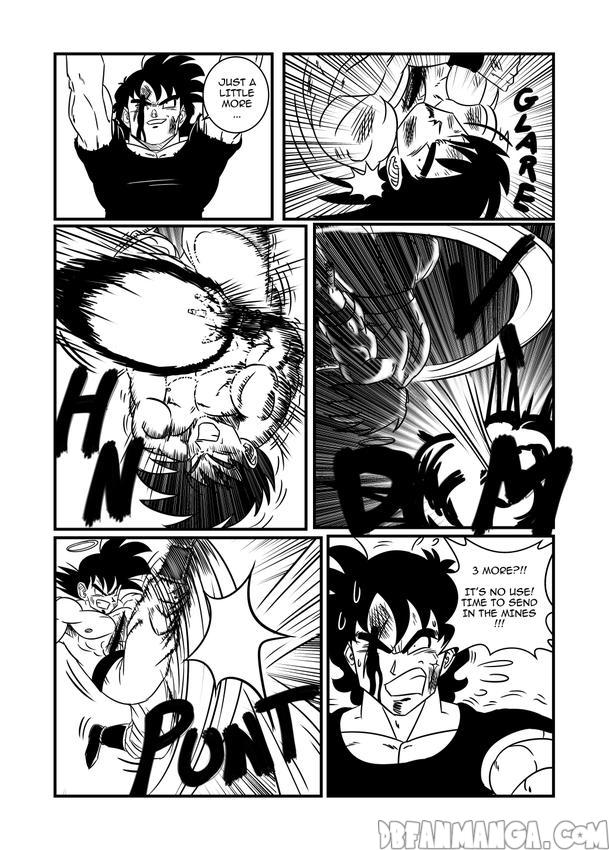 JUST A
LITTLE
MORE
...
GLARE
HN
3 MORE?!!
IT'S NO USE!
TIME TO SEND
IN THE MINES
!!!
PUNT
DBFANMANGA.COM